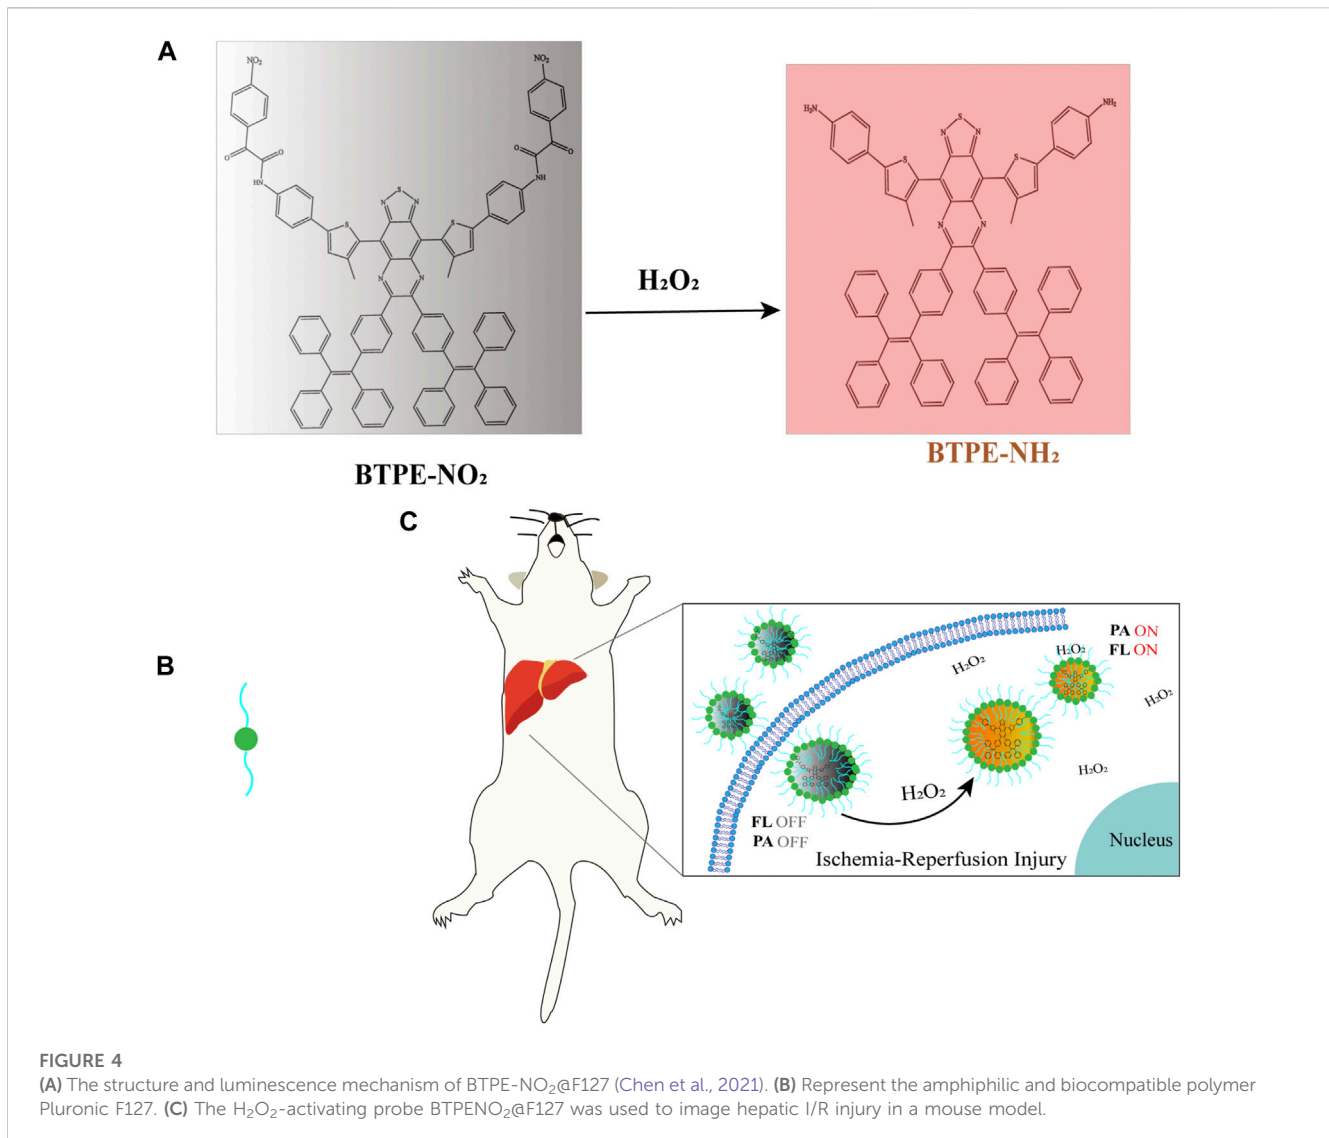 A
NO₂
NO₂
O
O
O
O
HN
NH
S
N
N
S
S
N
N
BTPE-NO₂
H₂O₂
H₂N
NH₂
S
N
N
S
S
N
N
BTPE-NH₂
B
C
PA ON
FL ON
H₂O₂
H₂O₂
H₂O₂
H₂O₂
H₂O₂
FL OFF
PA OFF
Ischemia-Reperfusion Injury
Nucleus
FIGURE 4
(A) The structure and luminescence mechanism of BTPE-NO₂@F127 (Chen et al., 2021). (B) Represent the amphiphilic and biocompatible polymer
Pluronic F127. (C) The H₂O₂-activating probe BTPENO₂@F127 was used to image hepatic I/R injury in a mouse model.